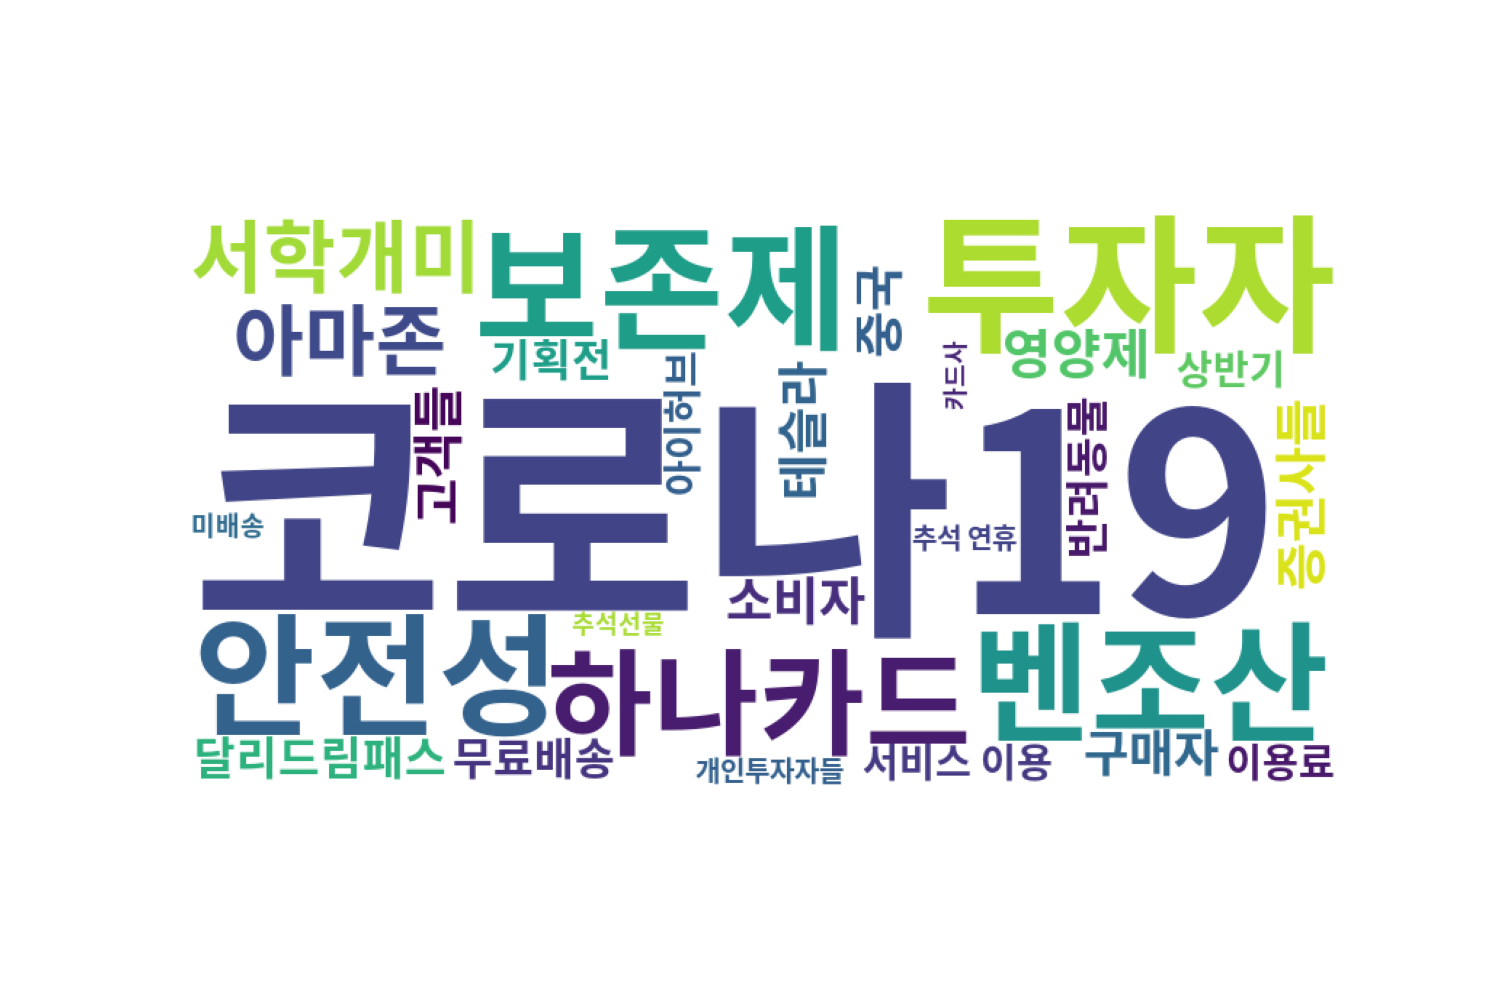 서학개미
보존제
투자자
아마존
중국
기획전
영양제
상반기
카드사
아이허브
테슬라
고객들
코로나19
반려동물
증권사들
미배송
추석 연휴
소비자
추석선물
안전성
하나카드
벤조산
달리드림패스
무료배송
개인투자자들
서비스 이용
구매자
이용료